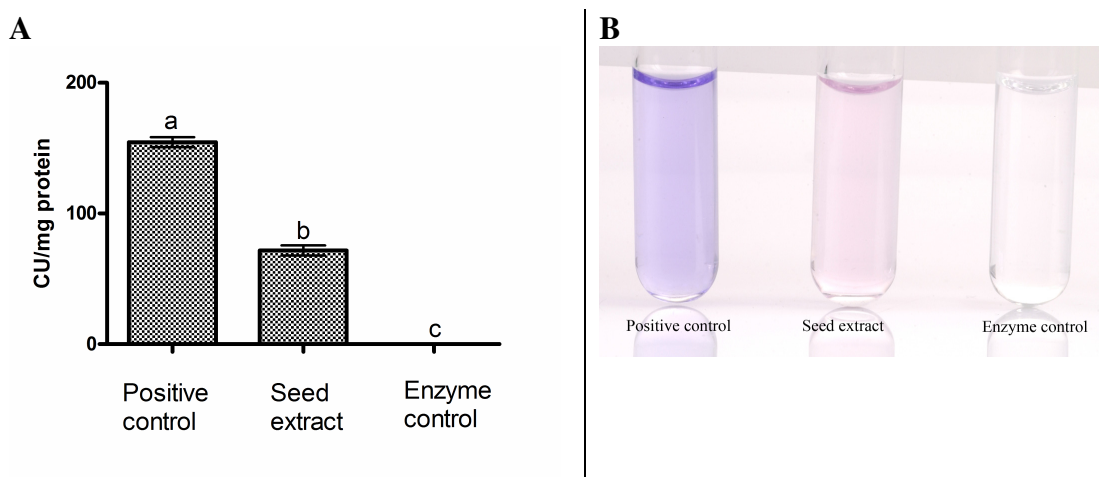 A
200
100
0
CU/mg protein
a
b
c
Positive
control
Seed
extract
Enzyme
control
B
Positive control
Seed extract
Enzyme control